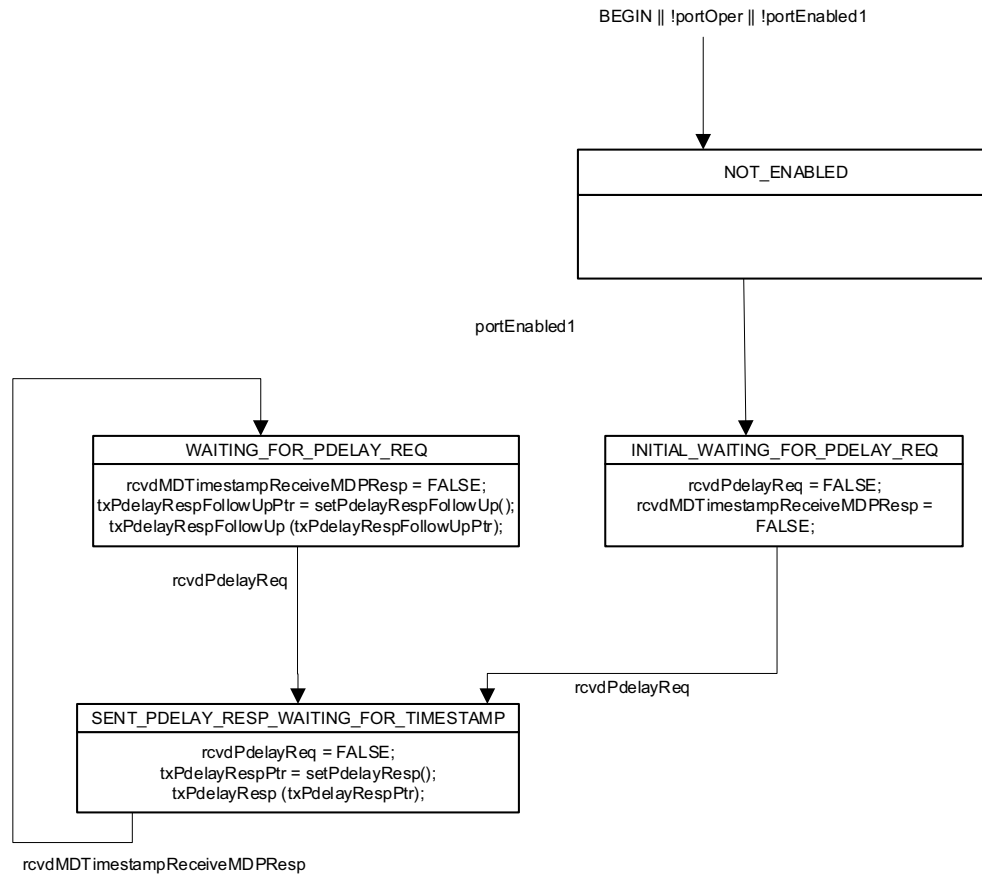 BEGIN || !portOper || !portEnabled1
NOT_ENABLED
portEnabled1
WAITING_FOR_PDELAY_REQ
rcvdMDTimestampReceiveMDPResp = FALSE;
txPdelayRespFollowUpPtr = setPdelayRespFollowUp();
txPdelayRespFollowUp (txPdelayRespFollowUpPtr);
INITIAL_WAITING_FOR_PDELAY_REQ
rcvdPdelayReq = FALSE;
rcvdMDTimestampReceiveMDPResp =
FALSE;
rcvdPdelayReq
rcvdPdelayReq
SENT_PDELAY_RESP_WAITING_FOR_TIMESTAMP
rcvdPdelayReq = FALSE;
txPdelayRespPtr = setPdelayResp();
txPdelayResp (txPdelayRespPtr);
rcvdMDTimestampReceiveMDPResp